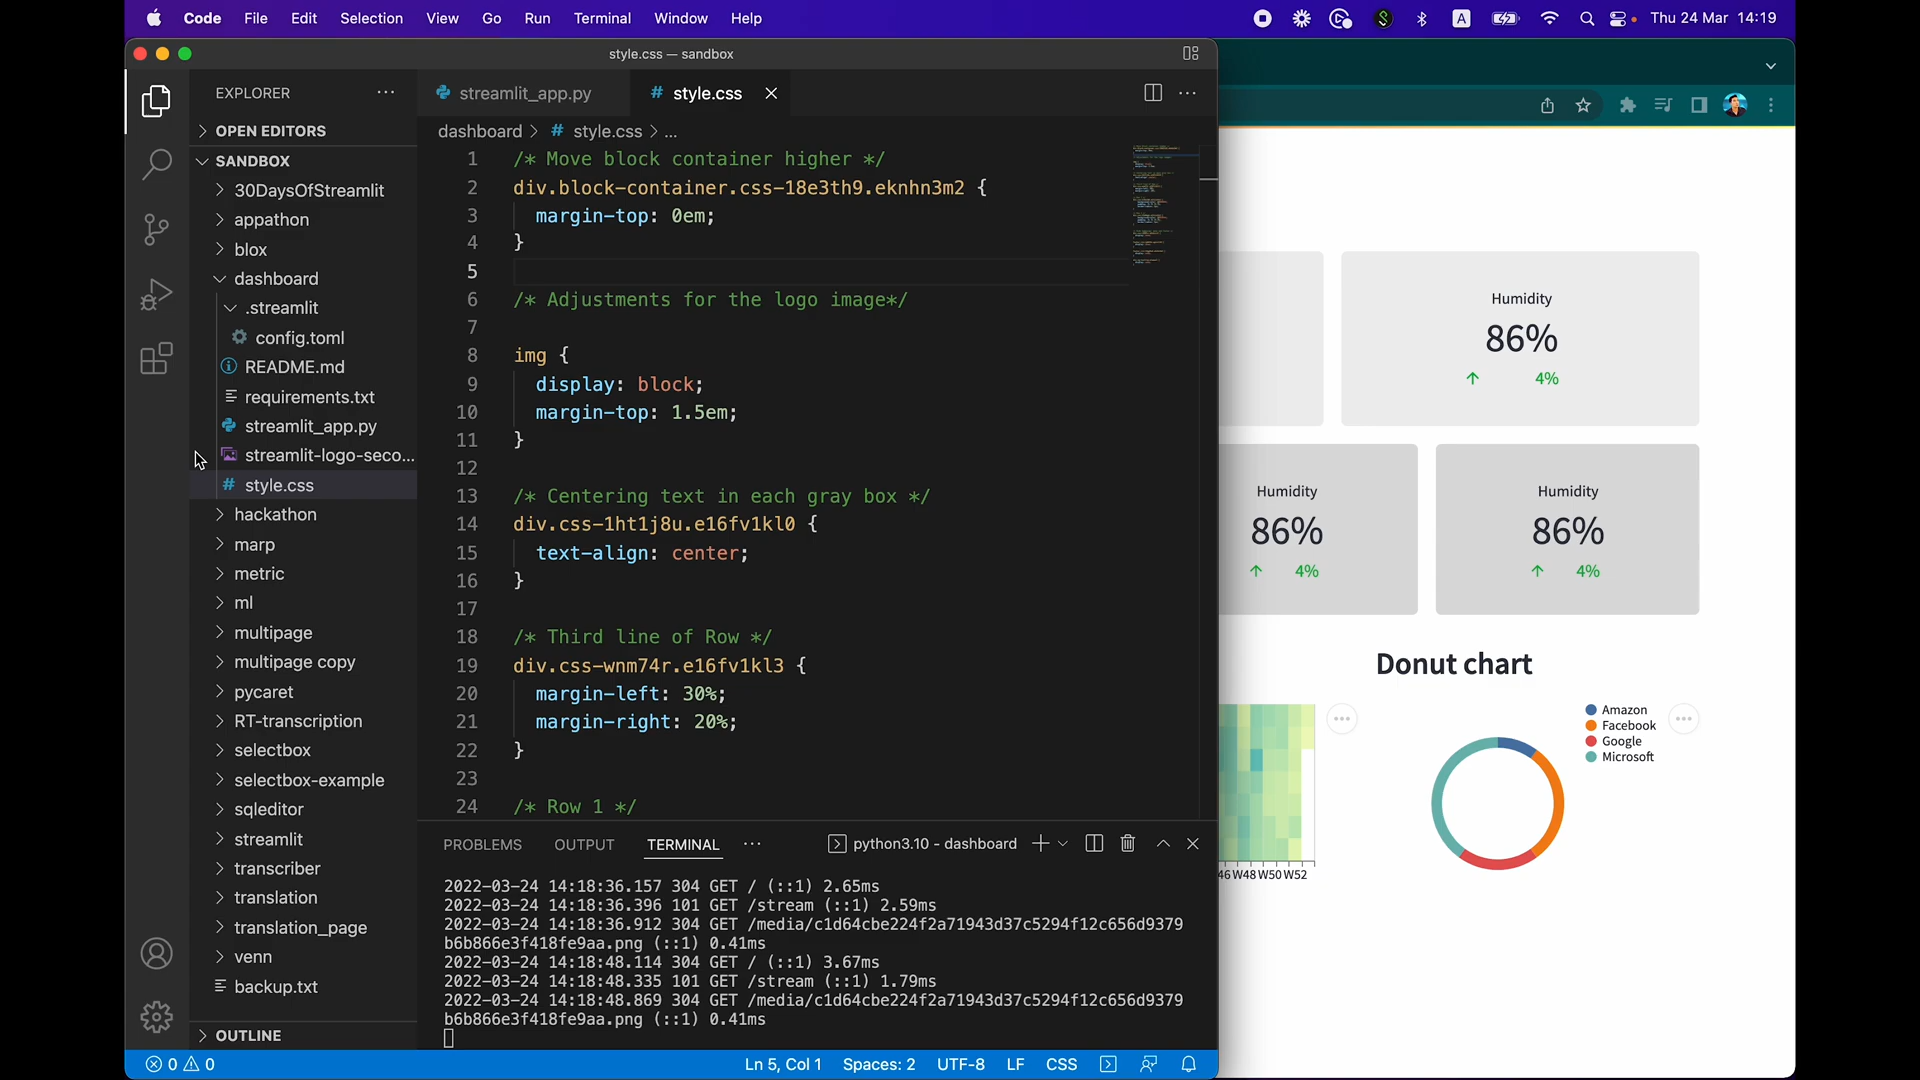 Code File Edit Selection View Go Run Terminal Window Help
A
Thu 24 Mar 14:19
style.css — sandbox
EXPLORER
streamlit_app.py
# style.css
OPEN EDITORS
dashboard > # style.css > ...
SANDBOX
30DaysOfStreamlit
appathon
blox
dashboard
.streamlit
config.toml
README.md
requirements.txt
streamlit_app.py
streamlit-logo-seco...
# style.css
hackathon
marp
metric
ml
multipage
multipage copy
pycaret
RT-transcription
selectbox
selectbox-example
sqleditor
streamlit
transcriber
translation
translation_page
venn
backup.txt
OUTLINE
1 /* Move block container higher */
2 div.block-container.css-18e3th9.eknhn3m2 {
3 margin-top: 0em;
4 }
5
6 /* Adjustments for the logo image*/
7
8 img {
9 display: block;
10 margin-top: 1.5em;
11 }
12
13 /* Centering text in each gray box */
14 div.css-1ht1j8u.e16fv1kl0 {
15 text-align: center;
16 }
17
18 /* Third line of Row */
19 div.css-wnm74r.e16fv1kl3 {
20 margin-left: 30%;
21 margin-right: 20%;
22 }
23
24 /* Row 1 */
PROBLEMS OUTPUT TERMINAL ... python3.10 - dashboard
2022-03-24 14:18:36.157 304 GET / (::1) 2.65ms
2022-03-24 14:18:36.396 101 GET /stream (::1) 2.59ms
2022-03-24 14:18:36.912 304 GET /media/c1d64cbe224f2a71943d37c5294f12c656d9379
b6b866e3f418fe9aa.png (::1) 0.41ms
2022-03-24 14:18:48.114 304 GET / (::1) 3.67ms
2022-03-24 14:18:48.335 101 GET /stream (::1) 1.79ms
2022-03-24 14:18:48.869 304 GET /media/c1d64cbe224f2a71943d37c5294f12c656d9379
b6b866e3f418fe9aa.png (::1) 0.41ms
0 0
Ln 5, Col 1 Spaces: 2 UTF-8 LF CSS
Humidity
86%
↑ 4%
Humidity
86%
↑ 4%
Humidity
86%
↑ 4%
Donut chart
Amazon
Facebook
Google
Microsoft
46 W48 W50 W52